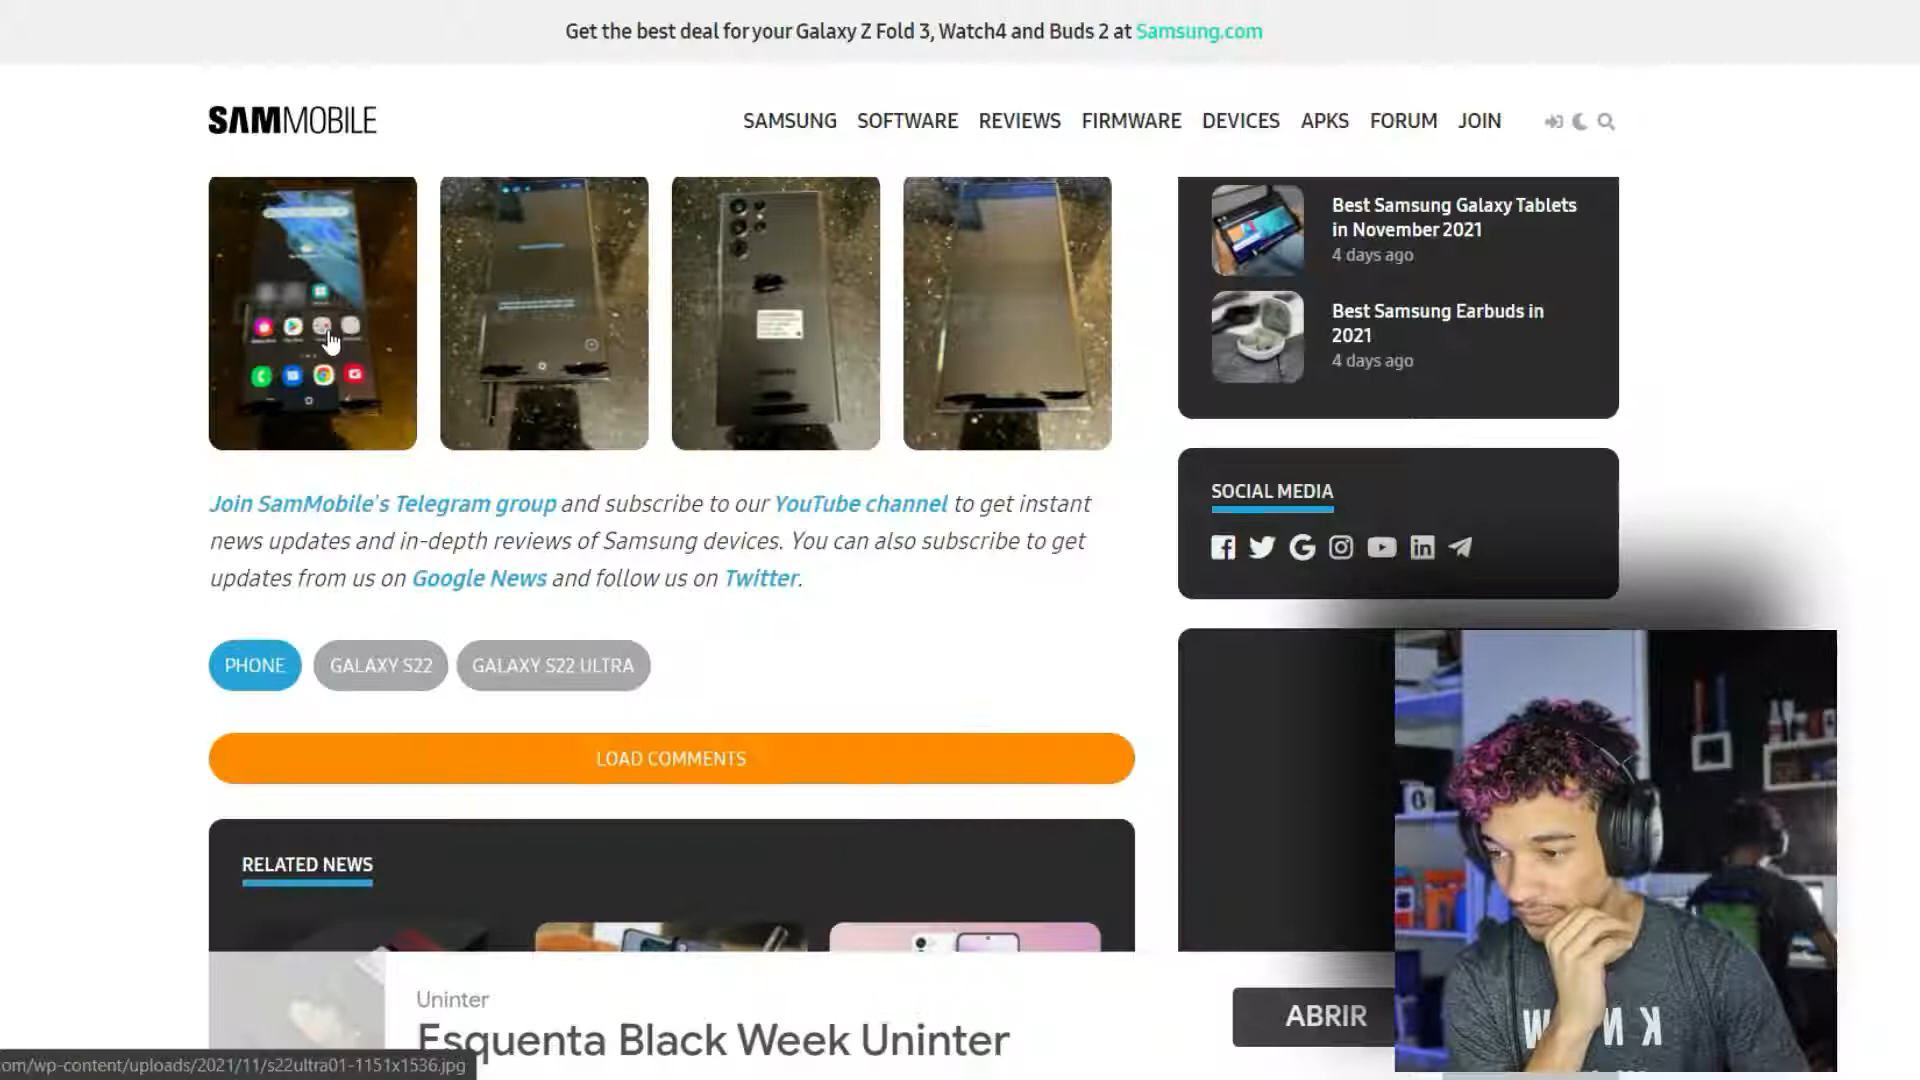 Get the best deal for your Galaxy Z Fold 3, Watch4 and Buds 2 at Samsung.com
SAMMOBILE
SAMSUNG SOFTWARE REVIEWS FIRMWARE DEVICES APKS FORUM JOIN
Best Samsung Galaxy Tablets
in November 2021
4 days ago
Best Samsung Earbuds in
2021
4 days ago
Join SamMobile's Telegram group and subscribe to our YouTube channel to get instant
news updates and in-depth reviews of Samsung devices. You can also subscribe to get
updates from us on Google News and follow us on Twitter.
SOCIAL MEDIA
PHONE GALAXY S22 GALAXY S22 ULTRA
LOAD COMMENTS
RELATED NEWS
Uninter
Esquenta Black Week Uninter
ABRIR
com/wp-content/uploads/2021/11/s22ultra01-1151x1536.jpg